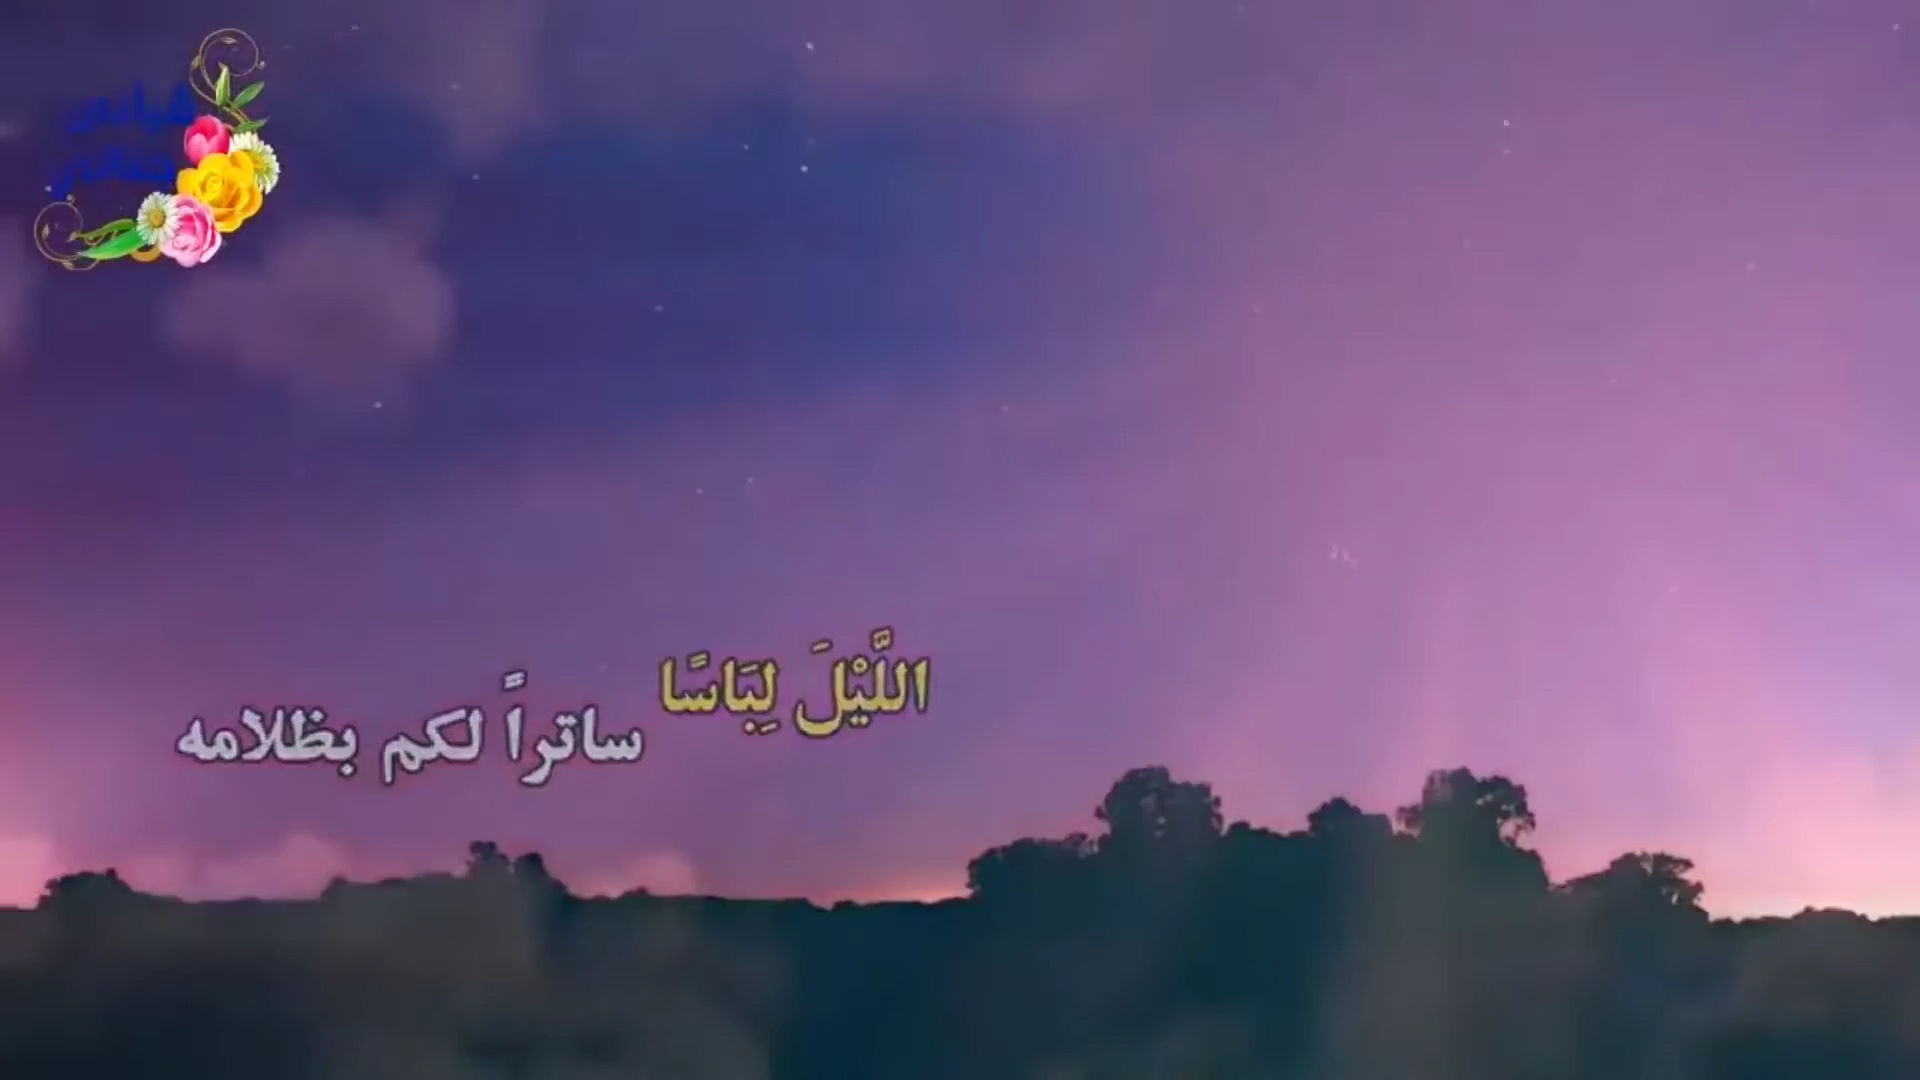 اللَّيْلَ لِبَاسًا
ساتراً لكم بظلامه